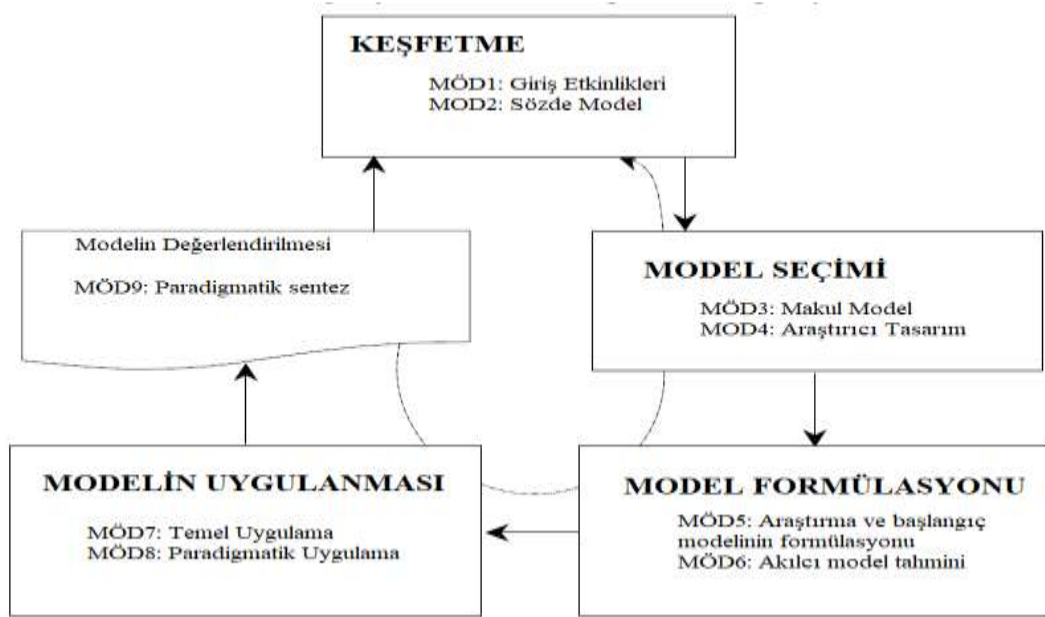 KEŞFETME
MÖD1: Giriş Etkinlikleri
MOD2: Sözde Model
Modelin Değerlendirilmesi
MÖD9: Paradigmatik sentez
MODEL SEÇİMİ
MÖD3: Makul Model
MOD4: Araştırıcı Tasarım
MODELİN UYGULANMASI
MÖD7: Temel Uygulama
MÖD8: Paradigmatik Uygulama
MODEL FORMÜLASYONU
MÖD5: Araştırma ve başlangıç
modelinin formülasyonu
MÖD6: Akılcı model tahmini